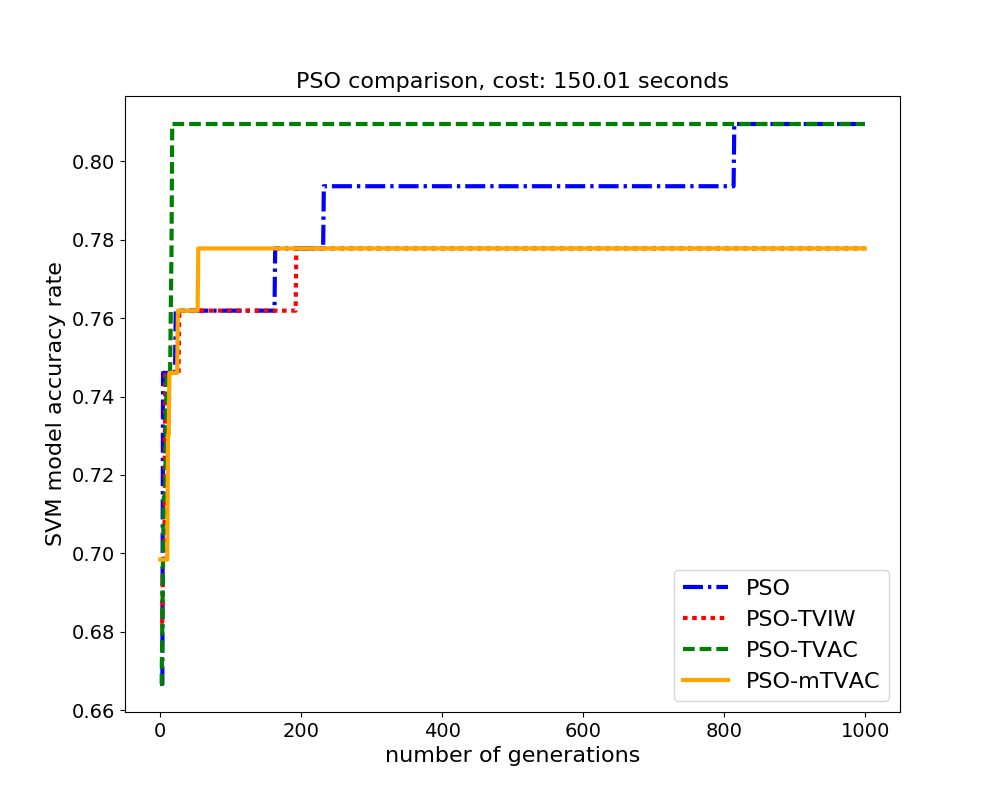 PSO comparison, cost: 150.01 seconds
SVM model accuracy rate
0.80
0.78
0.76
0.74
0.72
0.70
0.68
0.66
0 200 400 600 800 1000
number of generations
PSO
PSO-TVIW
PSO-TVAC
PSO-mTVAC